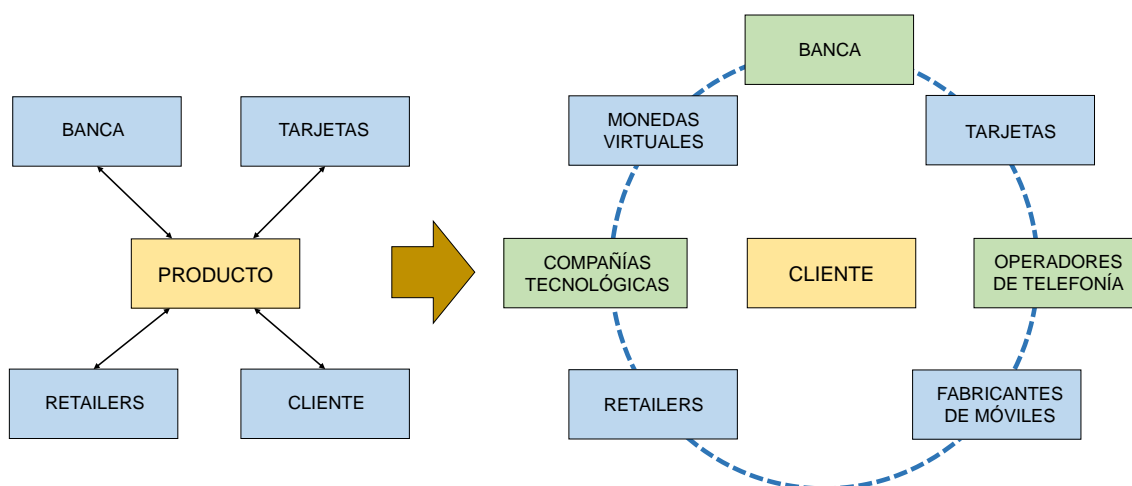 BANCA
TARJETAS
PRODUCTO
RETAILERS
CLIENTE
BANCA
MONEDAS
VIRTUALES
TARJETAS
COMPAÑÍAS
TECNOLÓGICAS
CLIENTE
OPERADORES
DE TELEFONÍA
RETAILERS
FABRICANTES
DE MÓVILES